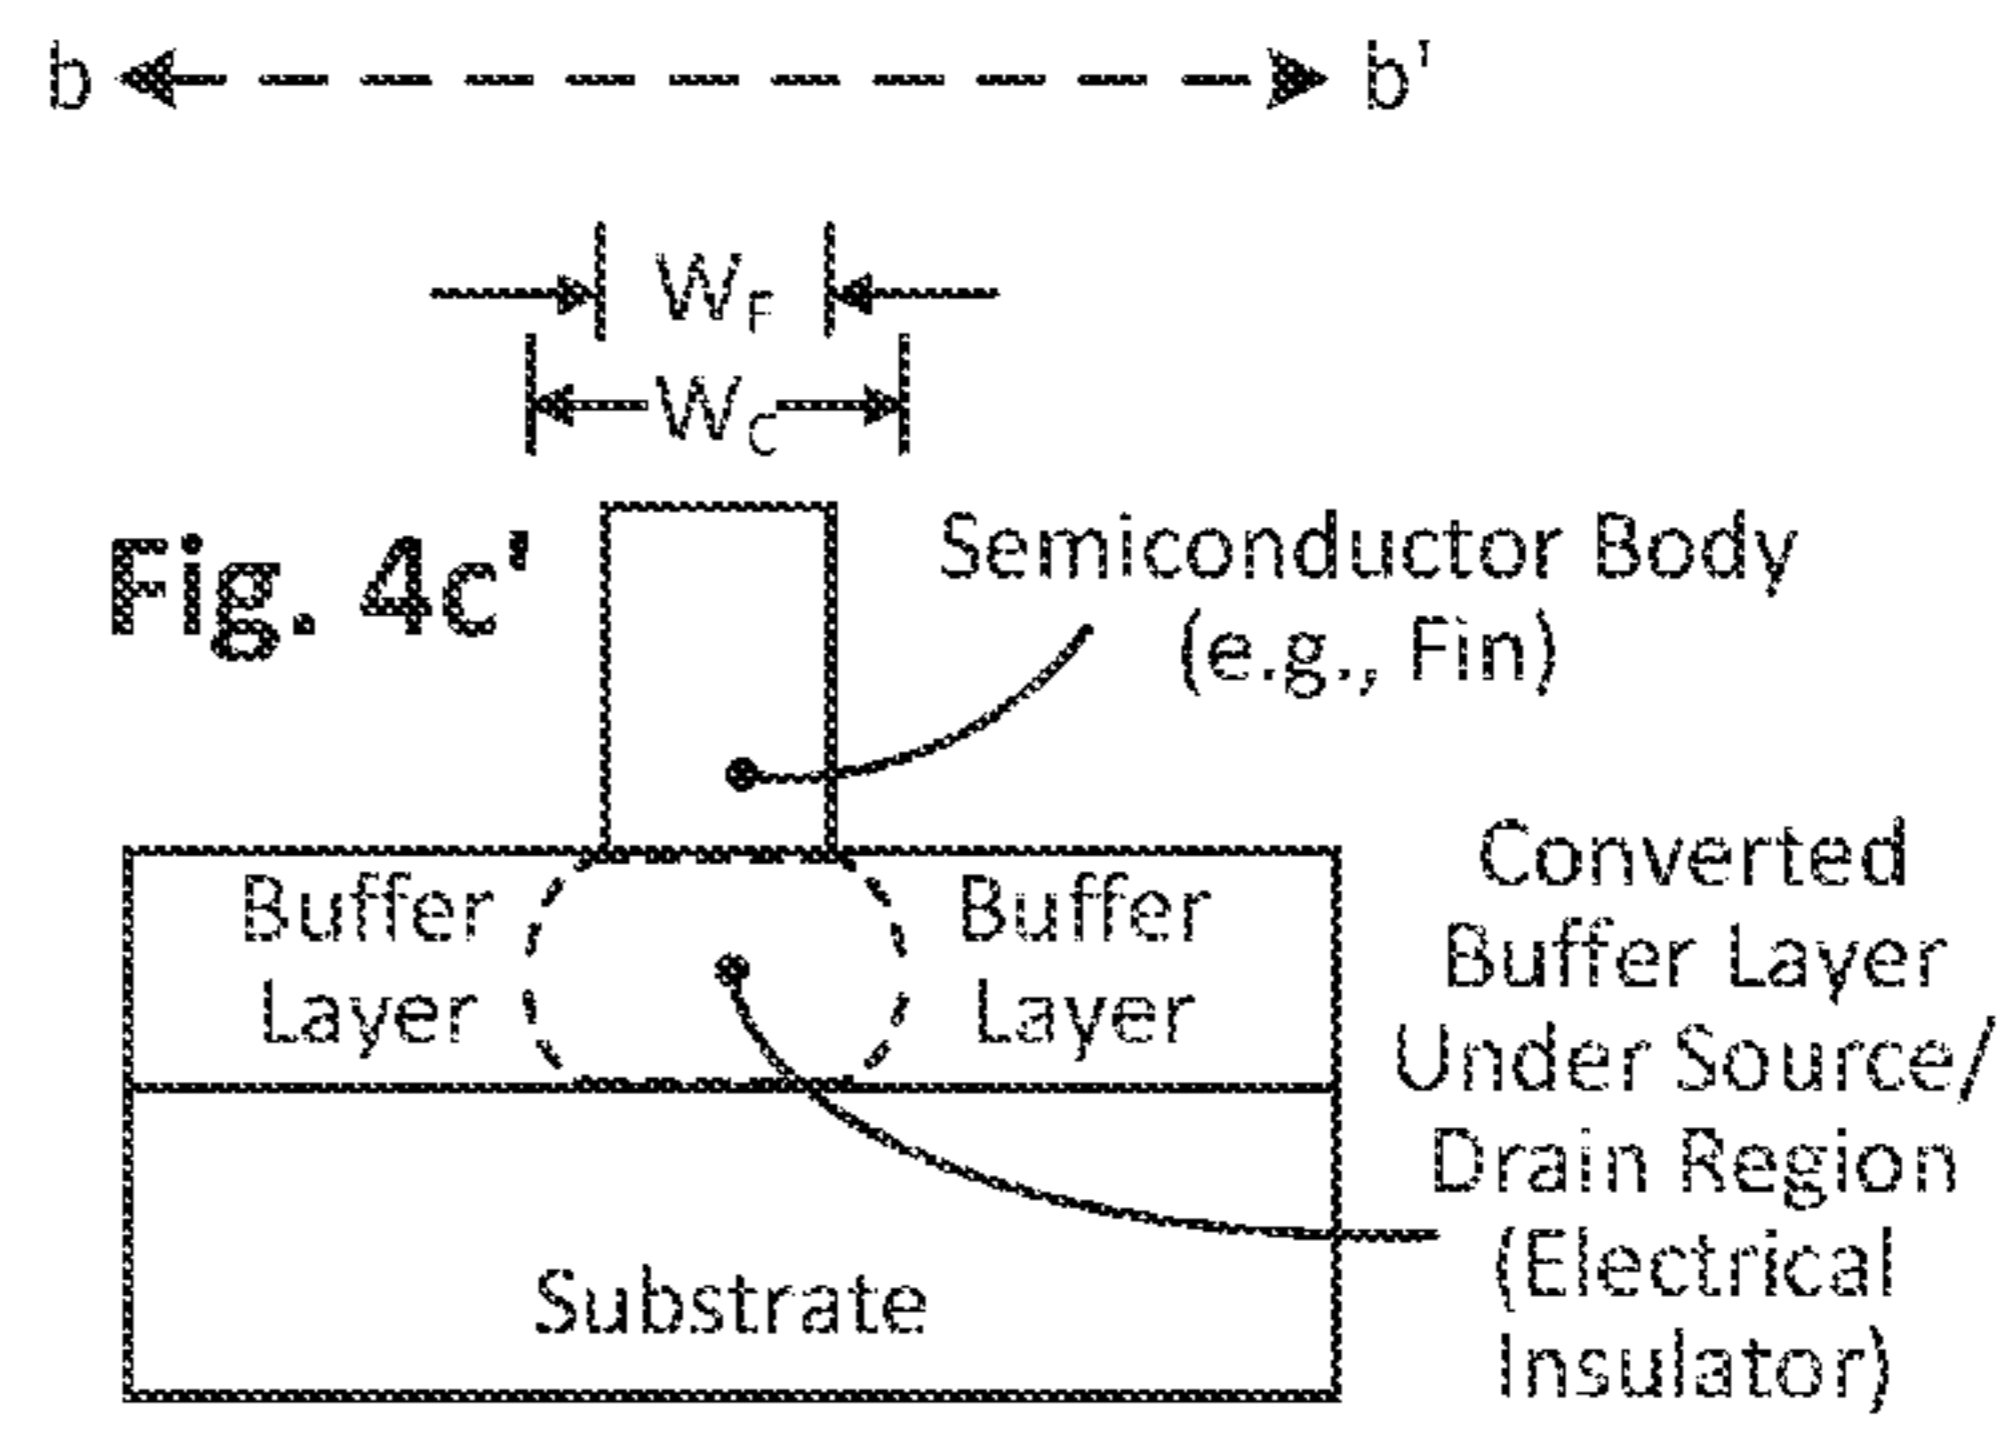 b b'
W_F
W_C
Fig. 4c'
Semiconductor Body
(e.g., Fin)
Buffer
Layer
Buffer
Layer
Converted
Buffer Layer
Under Source/
Drain Region
(Electrical
Insulator)
Substrate